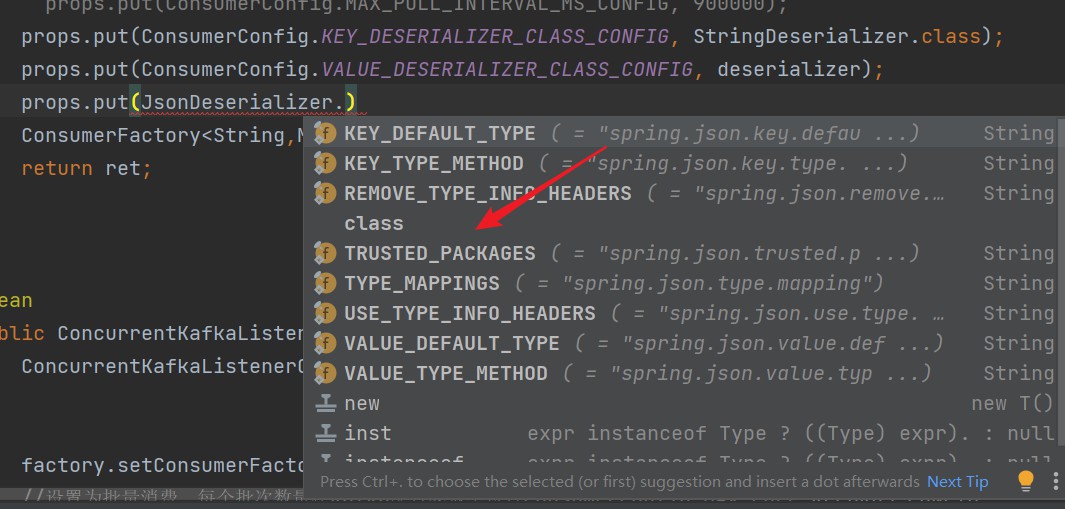 props.put(ConsumerConfig.MAX_PULL_INTERVAL_MS_CONFIG, 900000);
props.put(ConsumerConfig.KEY_DESERIALIZER_CLASS_CONFIG, StringDeserializer.class);
props.put(ConsumerConfig.VALUE_DESERIALIZER_CLASS_CONFIG, deserializer);
props.put(JsonDeserializer.)
KEY_DEFAULT_TYPE ( = "spring.json.key.defau ...) String
ConsumerFactory<String,M
KEY_TYPE_METHOD ( = "spring.json.key.type. ...) String
return ret;
REMOVE_TYPE_INFO_HEADERS ( = "spring.json.remove.… String
class
TRUSTED_PACKAGES ( = "spring.json.trusted.p ...) String
TYPE_MAPPINGS ( = "spring.json.type.mapping") String
ean
USE_TYPE_INFO_HEADERS ( = "spring.json.use.type. … String
blic ConcurrentKafkaListe
VALUE_DEFAULT_TYPE ( = "spring.json.value.def ...) String
ConcurrentKafkaListener
VALUE_TYPE_METHOD ( = "spring.json.value.typ ...) String
new new T()
inst expr instanceof Type ? ((Type) expr). : null
factory.setConsumerFacto
instanceof expr instanceof Type ? ((Type) expr). : null
Press Ctrl+. to choose the selected (or first) suggestion and insert a dot afterwards Next Tip
//设置为批量消费，每个批次数量